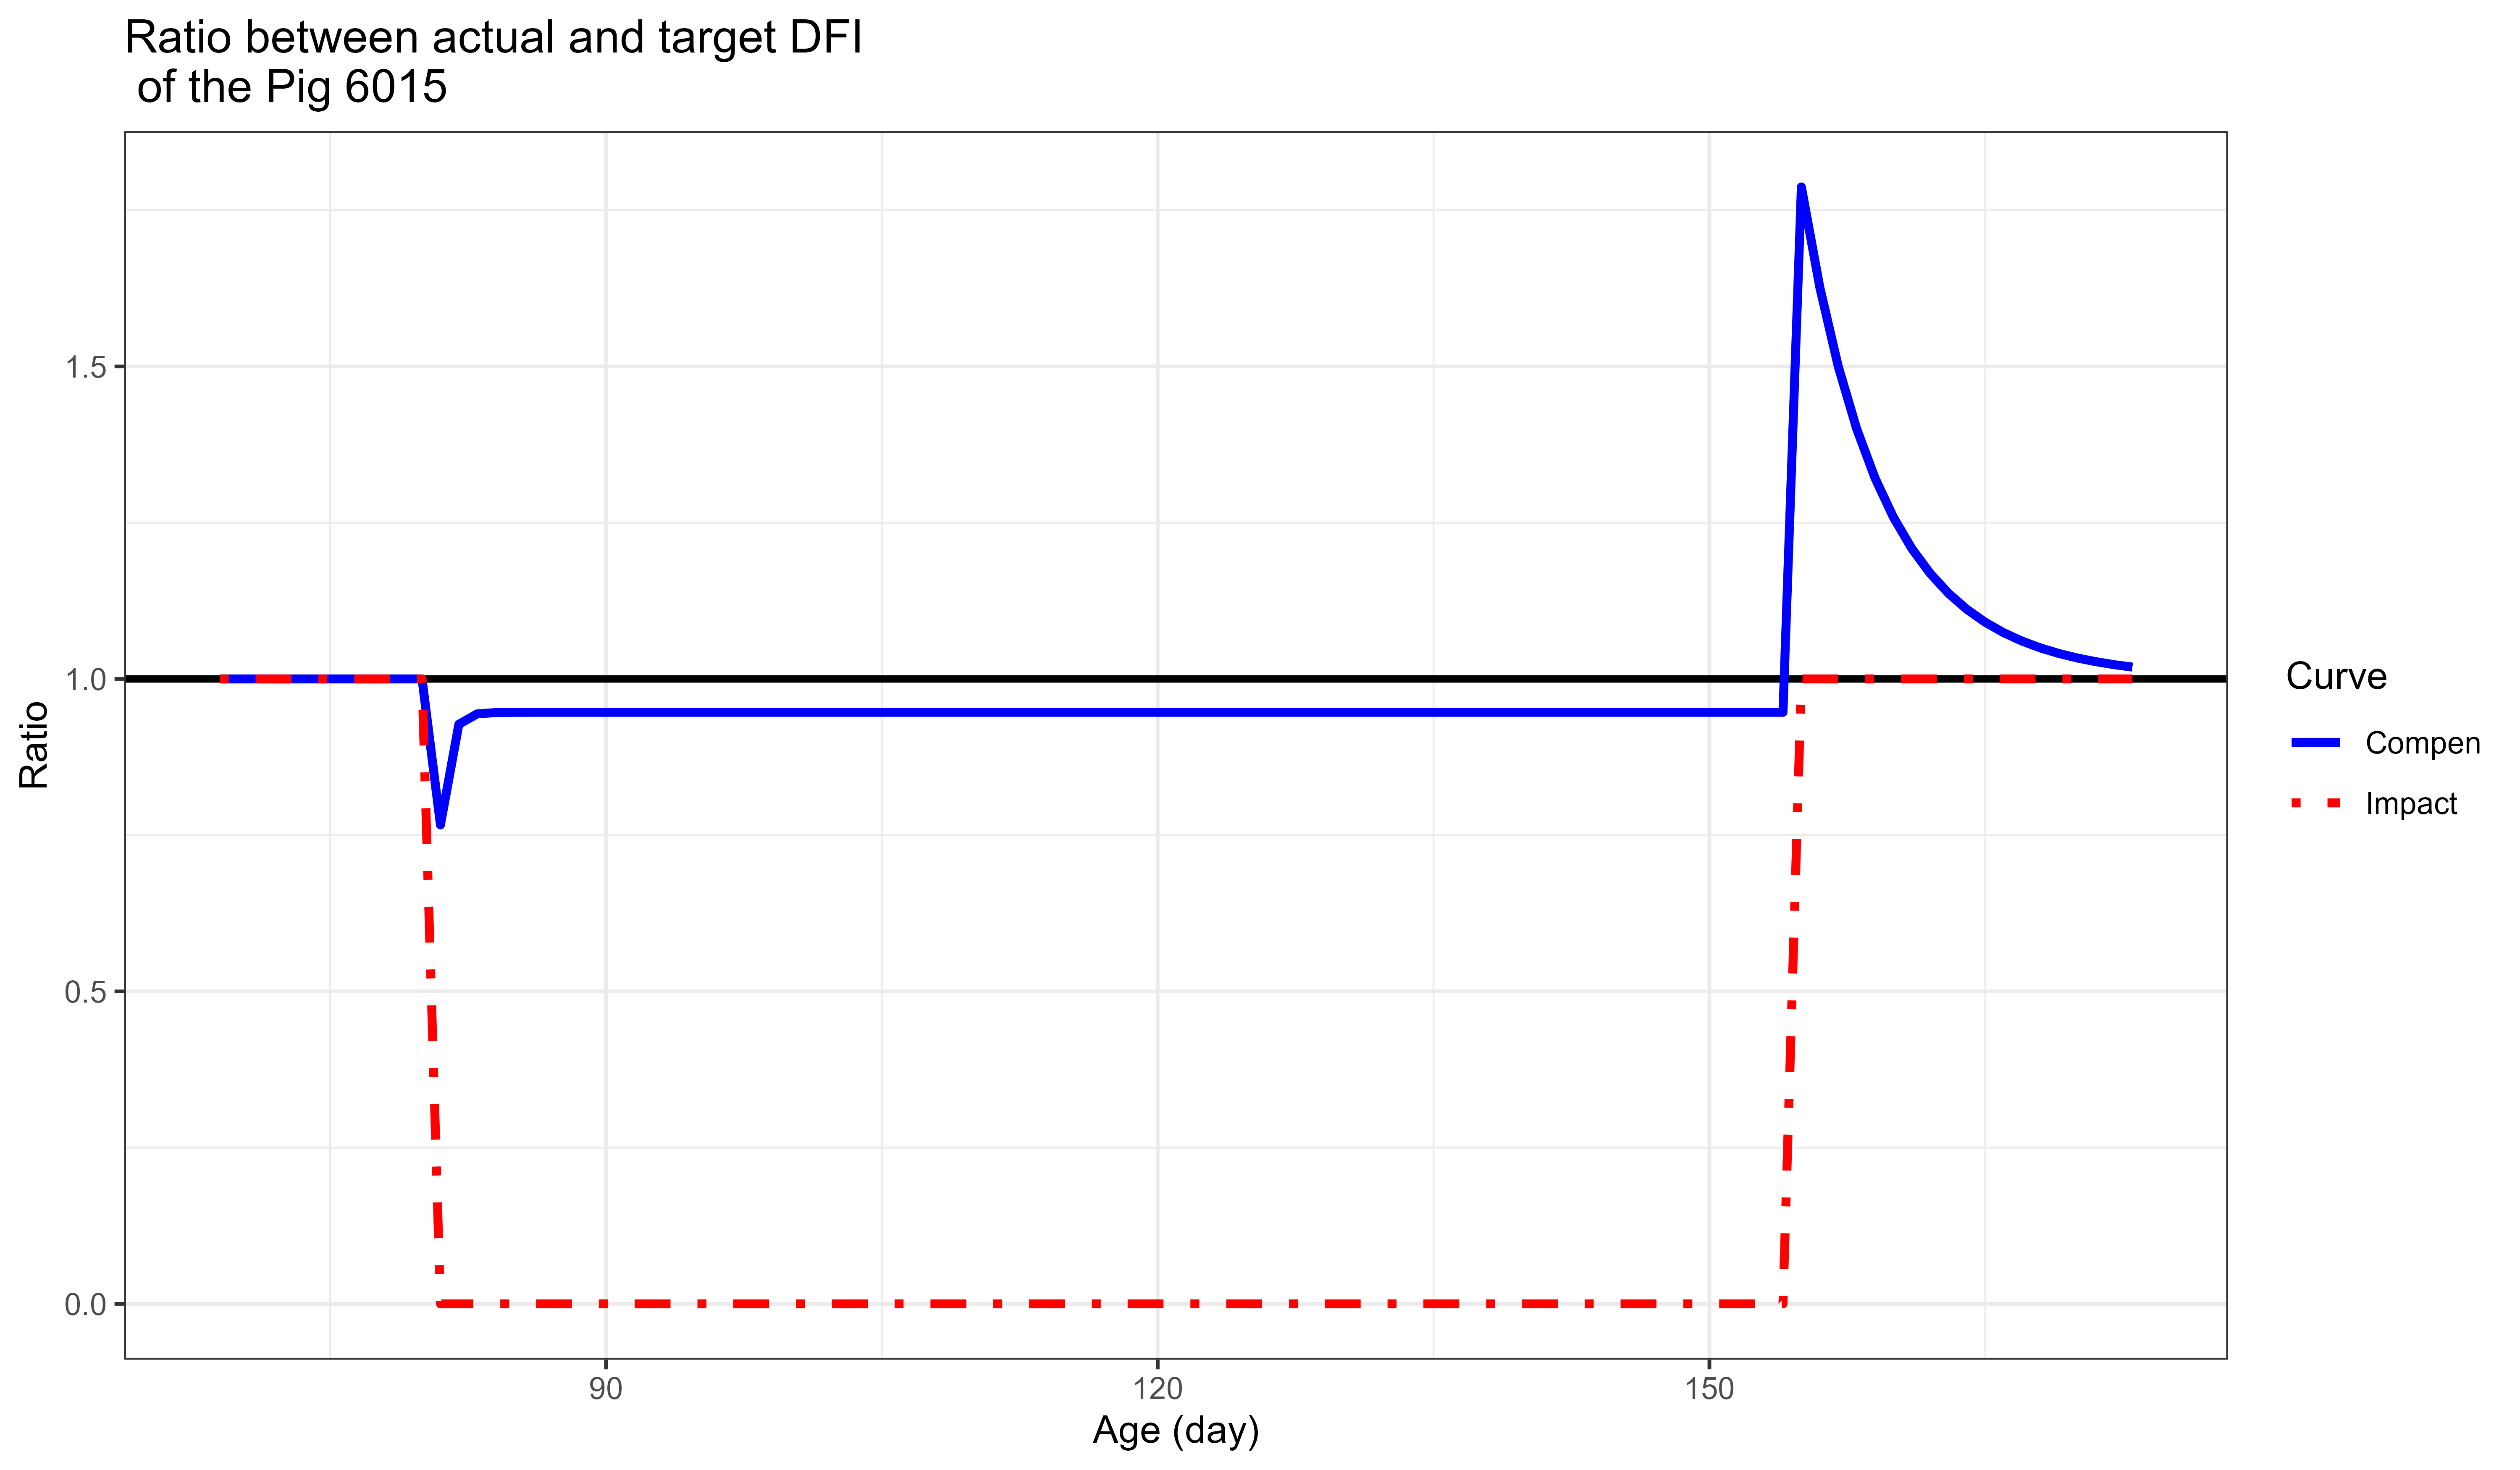 Ratio between actual and target DFI
of the Pig 6015
Ratio
1.5
1.0
0.5
0.0
90
120
150
Age (day)
Curve
Compen
Impact